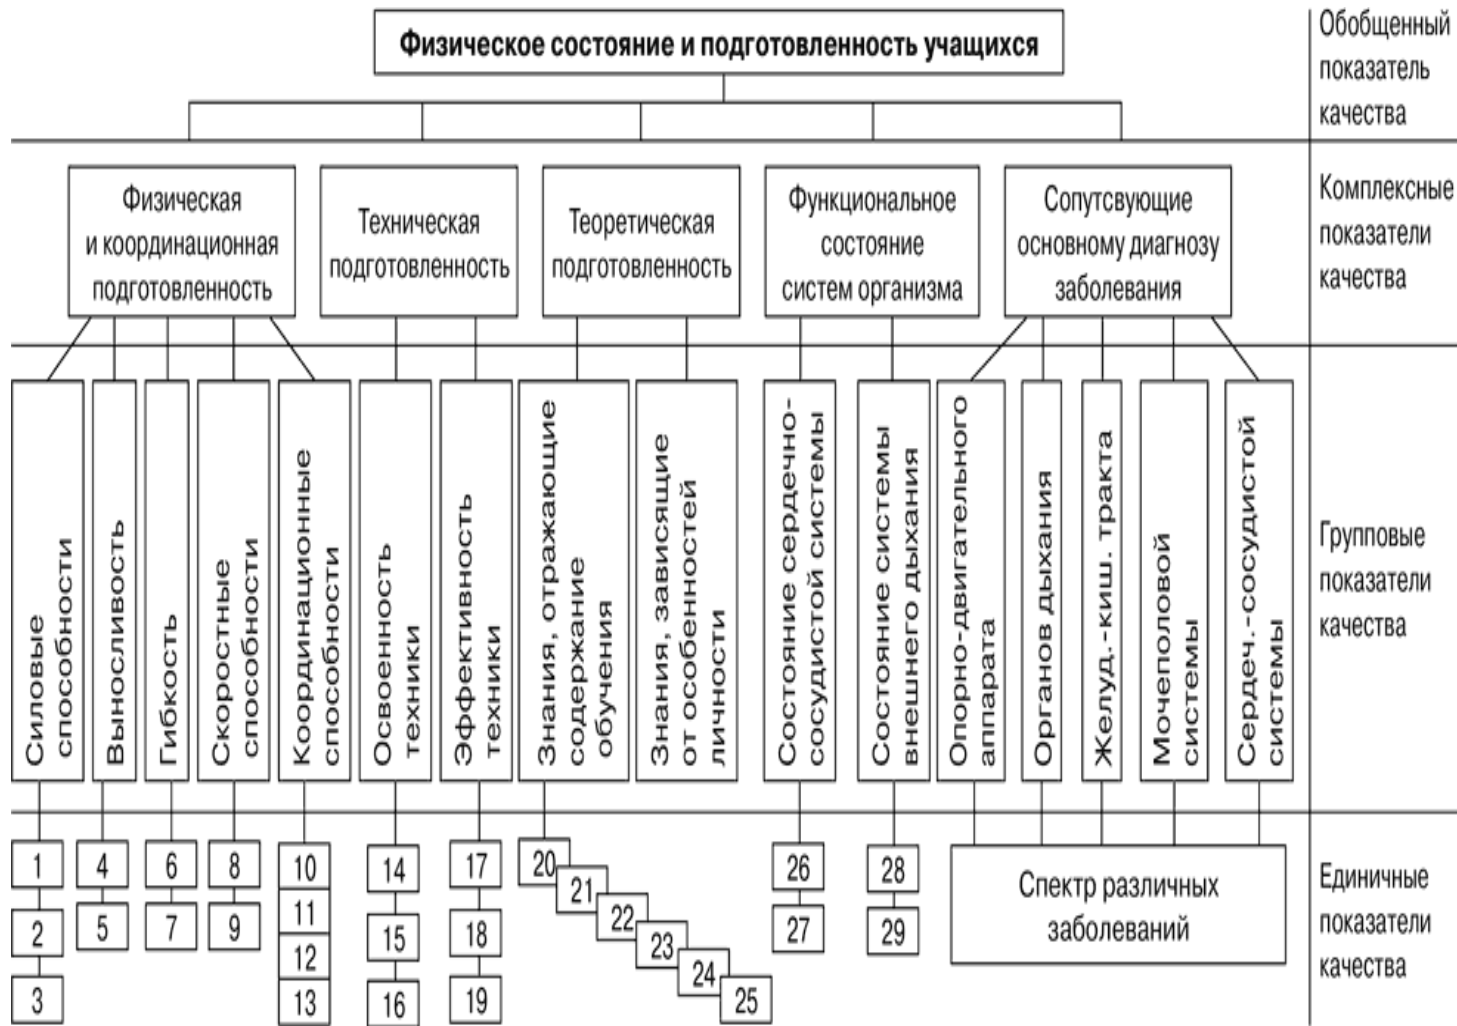 Физическое состояние и подготовленность учащихся
Обобщенный
показатель
качества
Физическая
и координационная
подготовленность
Техническая
подготовленность
Теоретическая
подготовленность
Функциональное
состояние
систем организма
Сопутсвующие
основному диагнозу
заболевания
Комплексные
показатели
качества
Силовые
способности
Выносливость
Гибкость
Скоростные
способности
Координационные
способности
Освоенность
техники
Эффективность
техники
Знания, отражающие
содержание
обучения
Знания, зависящие
от особенностей
личности
Состояние сердечно-
сосудистой системы
Состояние системы
внешнего дыхания
Опорно-двигательного
аппарата
Органов дыхания
Желуд.-киш. тракта
Мочеполовой
системы
Сердеч.-сосудистой
системы
Групповые
показатели
качества
1
2
3
4
5
6
7
8
9
10
11
12
13
14
15
16
17
18
19
20
21
22
23
24
25
26
27
28
29
Спектр различных
заболеваний
Единичные
показатели
качества